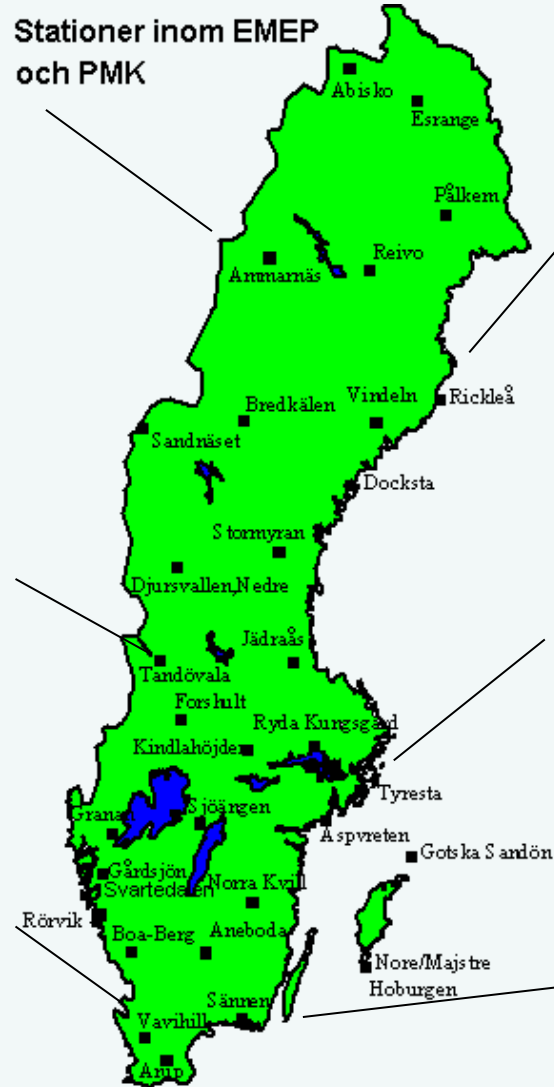 Stationer inom EMEP
och PMK
Abisko
Esrange
Pålkem
Ammarnäs
Reivo
Rickleå
Bredkälen
Vindeln
Sandnäset
Docksta
Stormyran
Djursvallen,Nedre
Jädraås
Tandövala
Forshult
Ryda Kungsgård
Kindlahöjden
Tyresta
Granan
Sjöängen
Aspvreten
Gotska Sandön
Gårdsjön
Svartedalen
Norra Kvill
Rörvik
Boa-Berg
Aneboda
Nore/Majstre
Hoburgen
Sännen
Vavihill
Arup